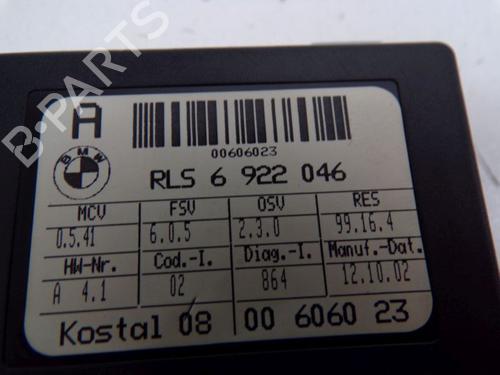 A
00606023
BMW
RLS 6 922 046
MCV FSV OSV RES
0.5.41 6.0.5 2.3.0 99.16.4
HW-Nr. Cod.-I. Diag.-I. Manuf.-Dat.
A 4.1 02 864 12.10.02
Kostal 08 00 6060 23
B-PARTS